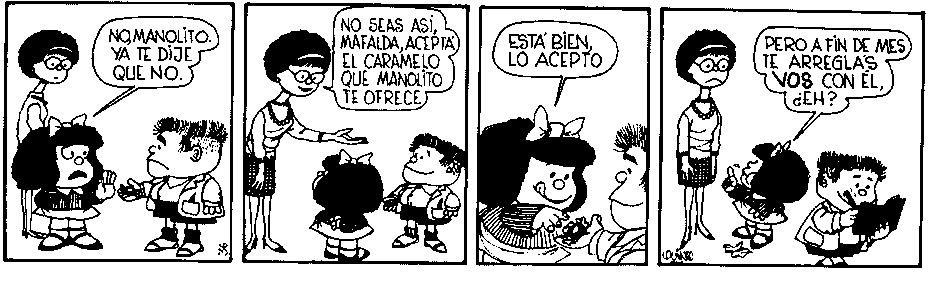 NO, MANOLITO.
YA TE DIJE
QUE NO.
NO SEAS ASÍ,
MAFALDA, ACEPTÁ
EL CARAMELO
QUE MANOLITO
TE OFRECE
ESTÁ BIEN,
LO ACEPTO
PERO A FIN DE MES
TE ARREGLÁS
VOS CON ÉL,
¿EH?